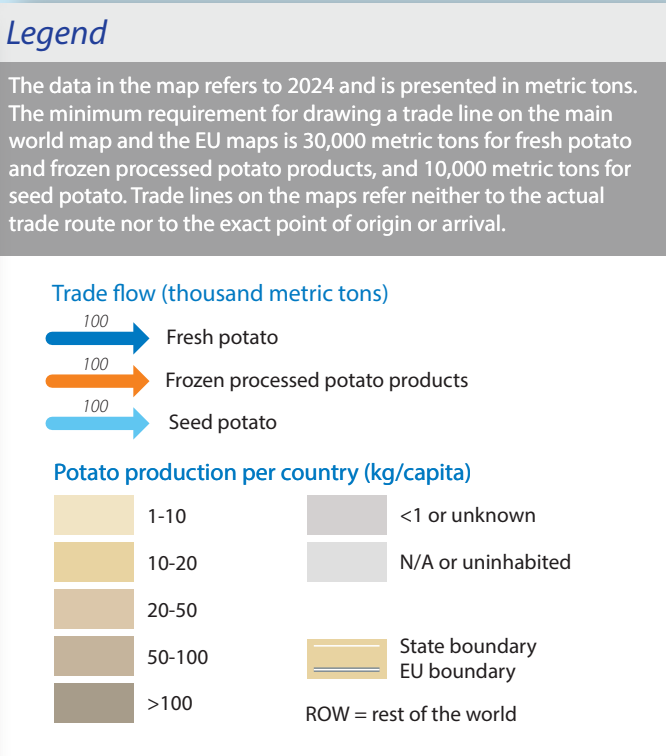 Legend
The data in the map refers to 2024 and is presented in metric tons.
The minimum requirement for drawing a trade line on the main
world map and the EU maps is 30,000 metric tons for fresh potato
and frozen processed potato products, and 10,000 metric tons for
seed potato. Trade lines on the maps refer neither to the actual
trade route nor to the exact point of origin or arrival.
Trade flow (thousand metric tons)
100
Fresh potato
100
Frozen processed potato products
100
Seed potato
Potato production per country (kg/capita)
1-10
10-20
20-50
50-100
>100
<1 or unknown
N/A or uninhabited
State boundary
EU boundary
ROW = rest of the world